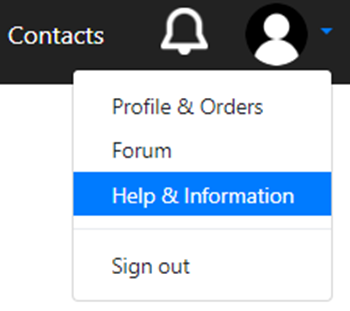 Contacts
Profile & Orders
Forum
Help & Information
Sign out